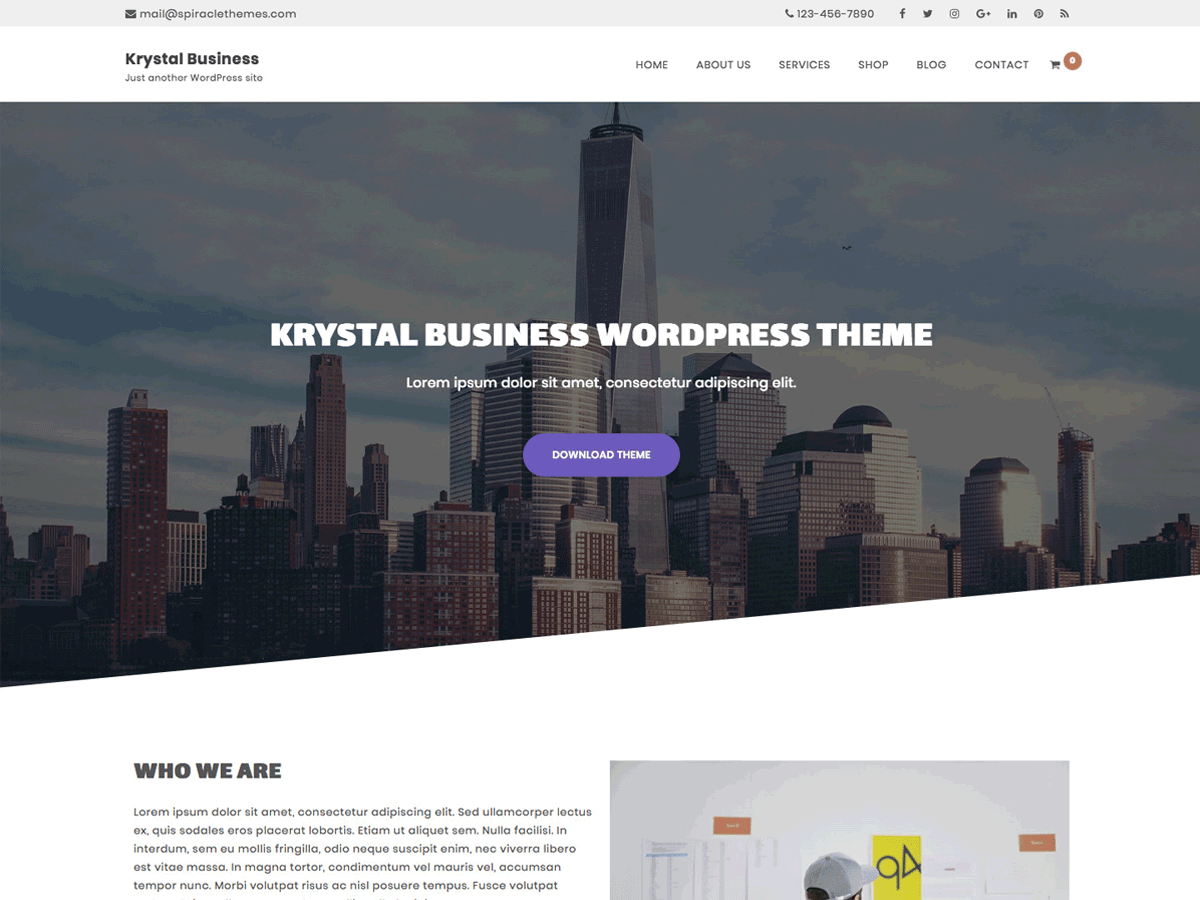 mail@spiraclethemes.com
123-456-7890
Krystal Business
Just anothor WordPress sito
HOME ABOUT US SERVICES SHOP BLOG CONTACT 0
KRYSTAL BUSINESS WORDPRESS THEME
Lorem ipsum dolor sit amet, consectetur adipiscing elit.
DOWNLOAD THEME
WHO WE ARE
Lorem ipsum dolor sit amet, consectetur adipiscing elit. Sed ullamcorper lectus
ex, quis sodales eros placerat lobortis. Etiam ut aliquet sem. Nulla facilisi. In
interdum, sem eu mollis fringilla, odio neque suscipit enim, nec viverra libero
est vitae massa. In magna tortor, condimentum vel mauris vel, accumsan
tempor nunc. Morbi volutpat risus ac nisl posuere tempus. Fusce volutpat